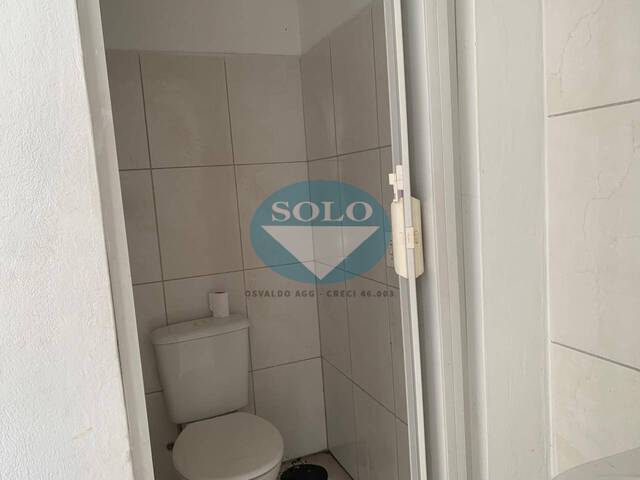 SOLO
OSVALDO AGG - CRECI 46.003